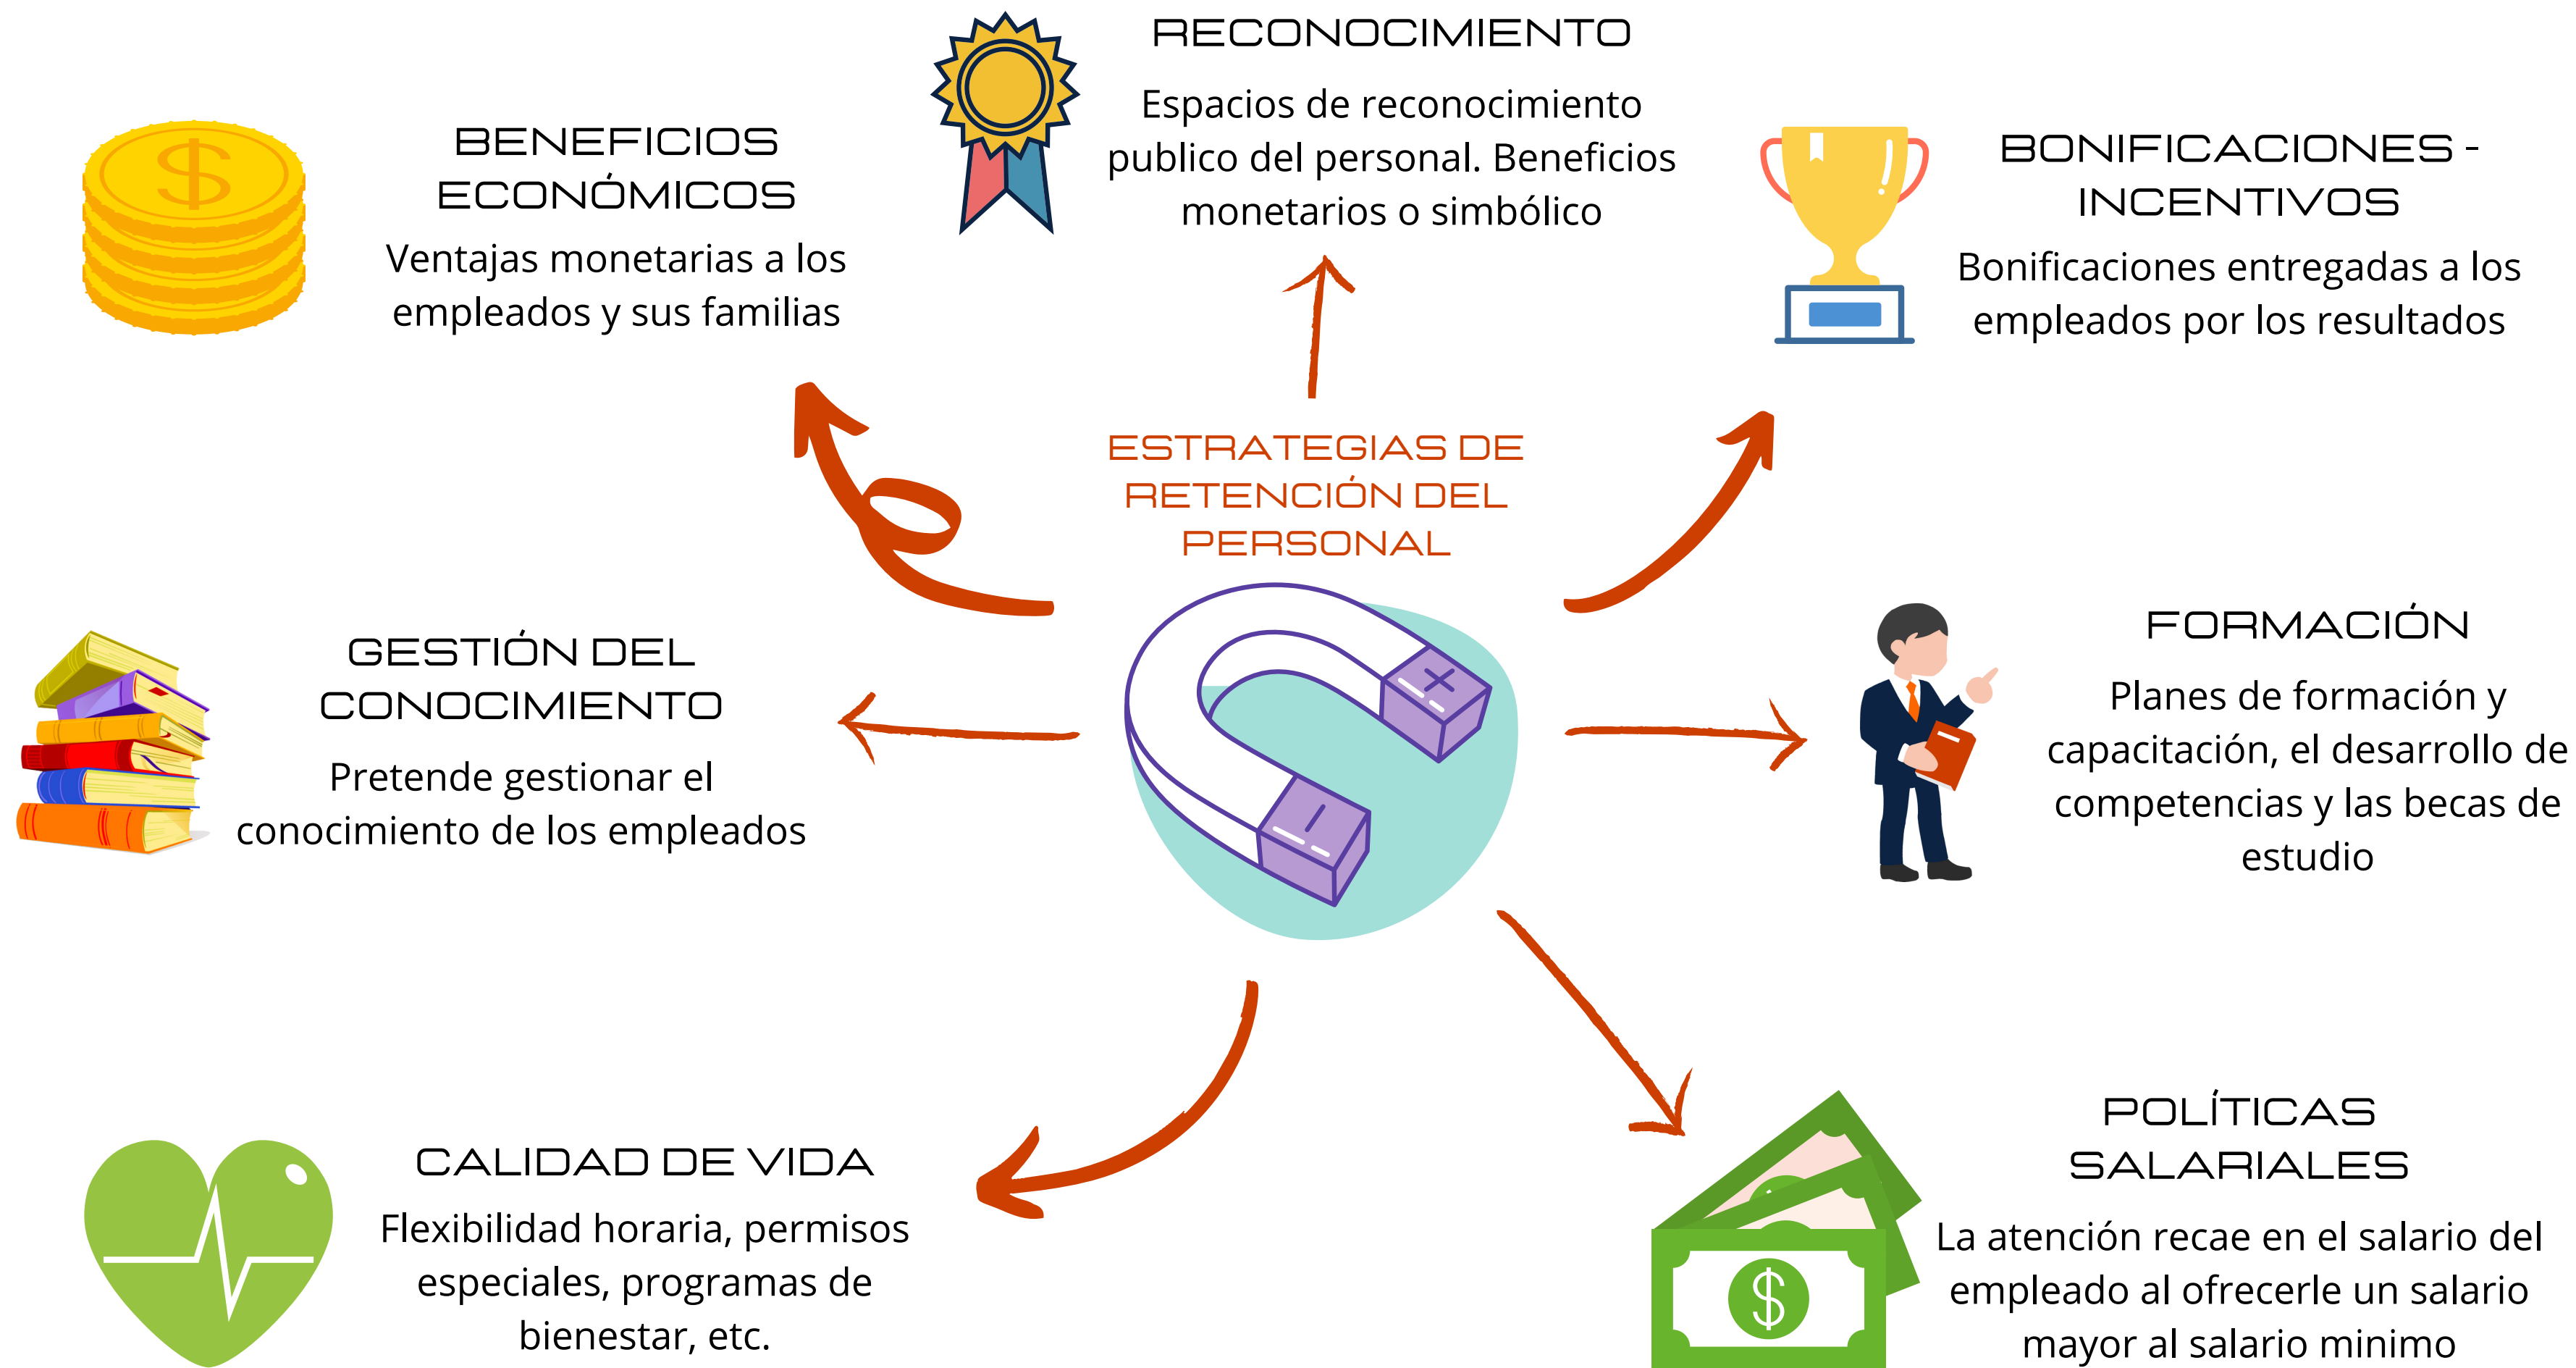 RECONOCIMIENTO
Espacios de reconocimiento
publico del personal. Beneficios
monetarios o simbólico
BENEFICIOS
ECONÓMICOS
Ventajas monetarias a los
empleados y sus familias
BONIFICACIONES -
INCENTIVOS
Bonificaciones entregadas a los
empleados por los resultados
ESTRATEGIAS DE
RETENCIÓN DEL
PERSONAL
GESTIÓN DEL
CONOCIMIENTO
Pretende gestionar el
conocimiento de los empleados
FORMACIÓN
Planes de formación y
capacitación, el desarrollo de
competencias y las becas de
estudio
CALIDAD DE VIDA
Flexibilidad horaria, permisos
especiales, programas de
bienestar, etc.
POLÍTICAS
SALARIALES
La atención recae en el salario del
empleado al ofrecerle un salario
mayor al salario minimo